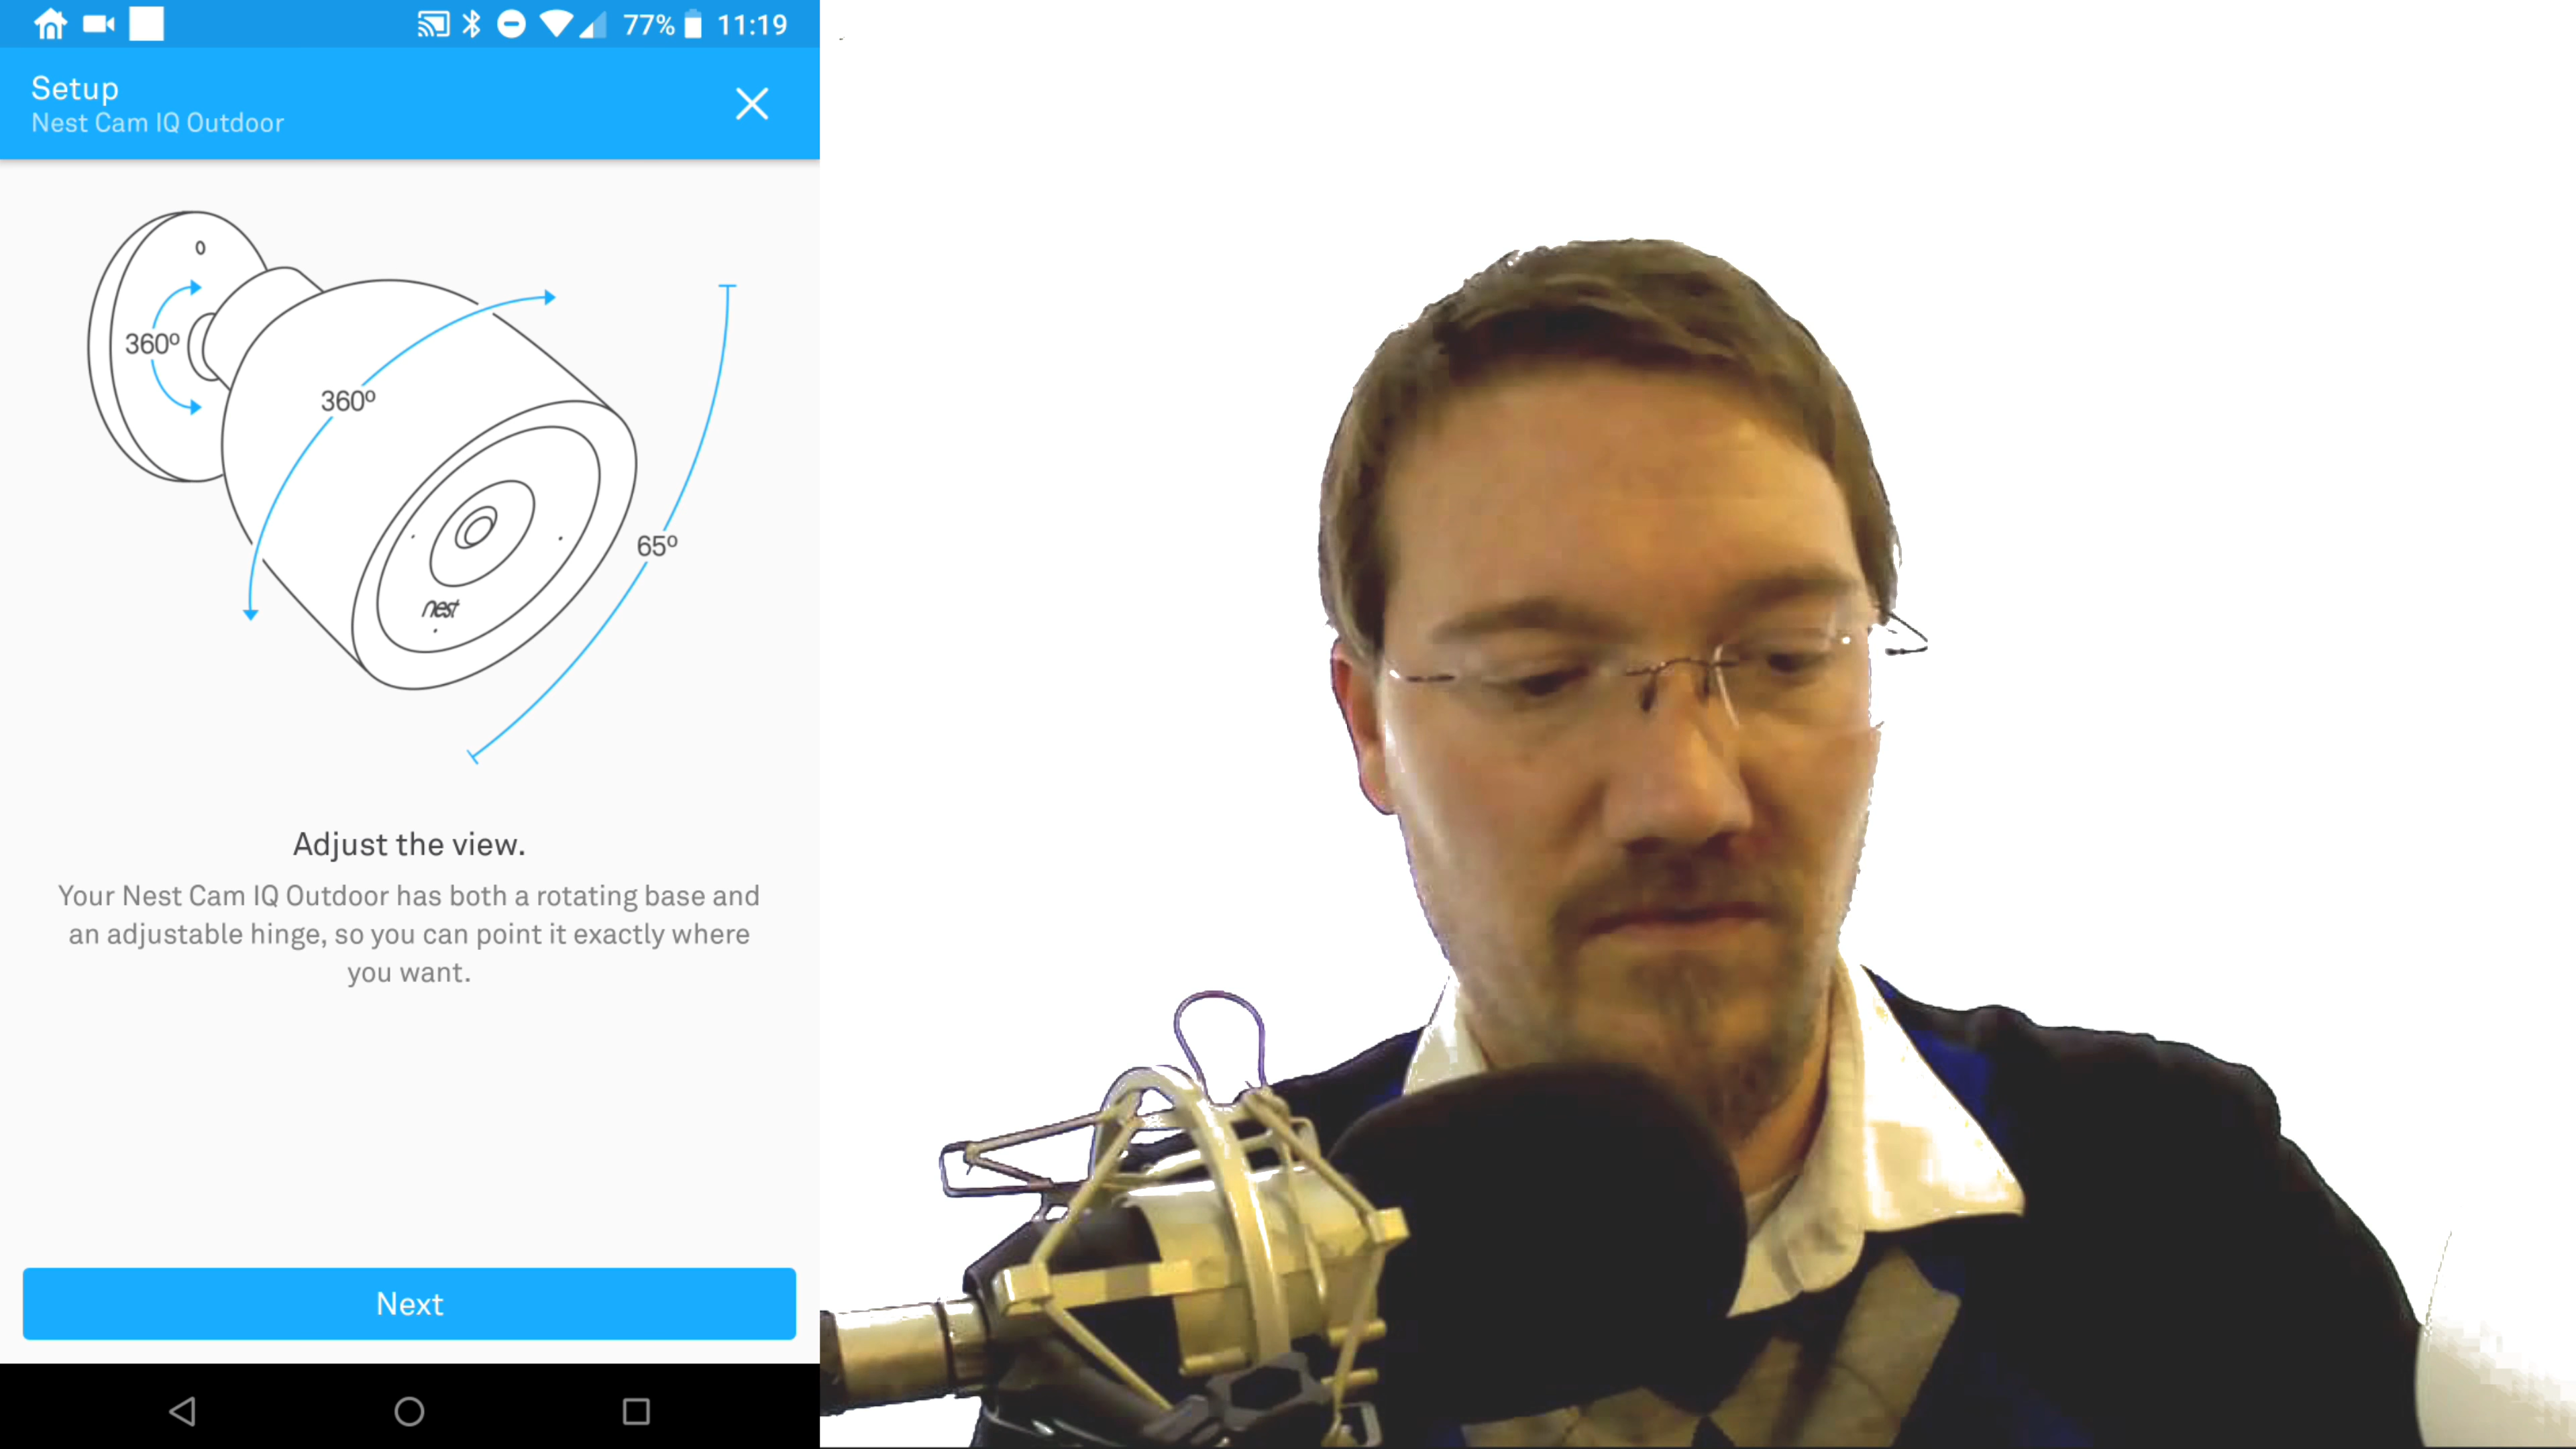 77% 11:19
Setup
Nest Cam IQ Outdoor
360º
360º
65º
nest
Adjust the view.
Your Nest Cam IQ Outdoor has both a rotating base and
an adjustable hinge, so you can point it exactly where
you want.
Next